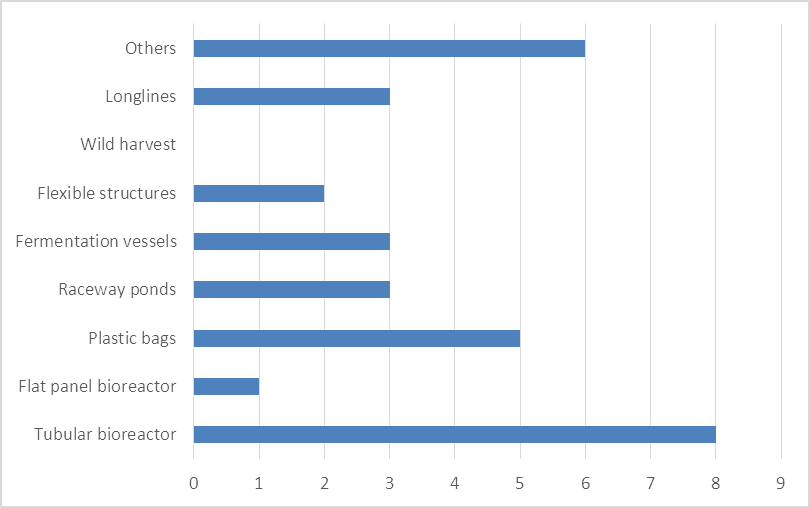 Others
Longlines
Wild harvest
Flexible structures
Fermentation vessels
Raceway ponds
Plastic bags
Flat panel bioreactor
Tubular bioreactor
0 1 2 3 4 5 6 7 8 9